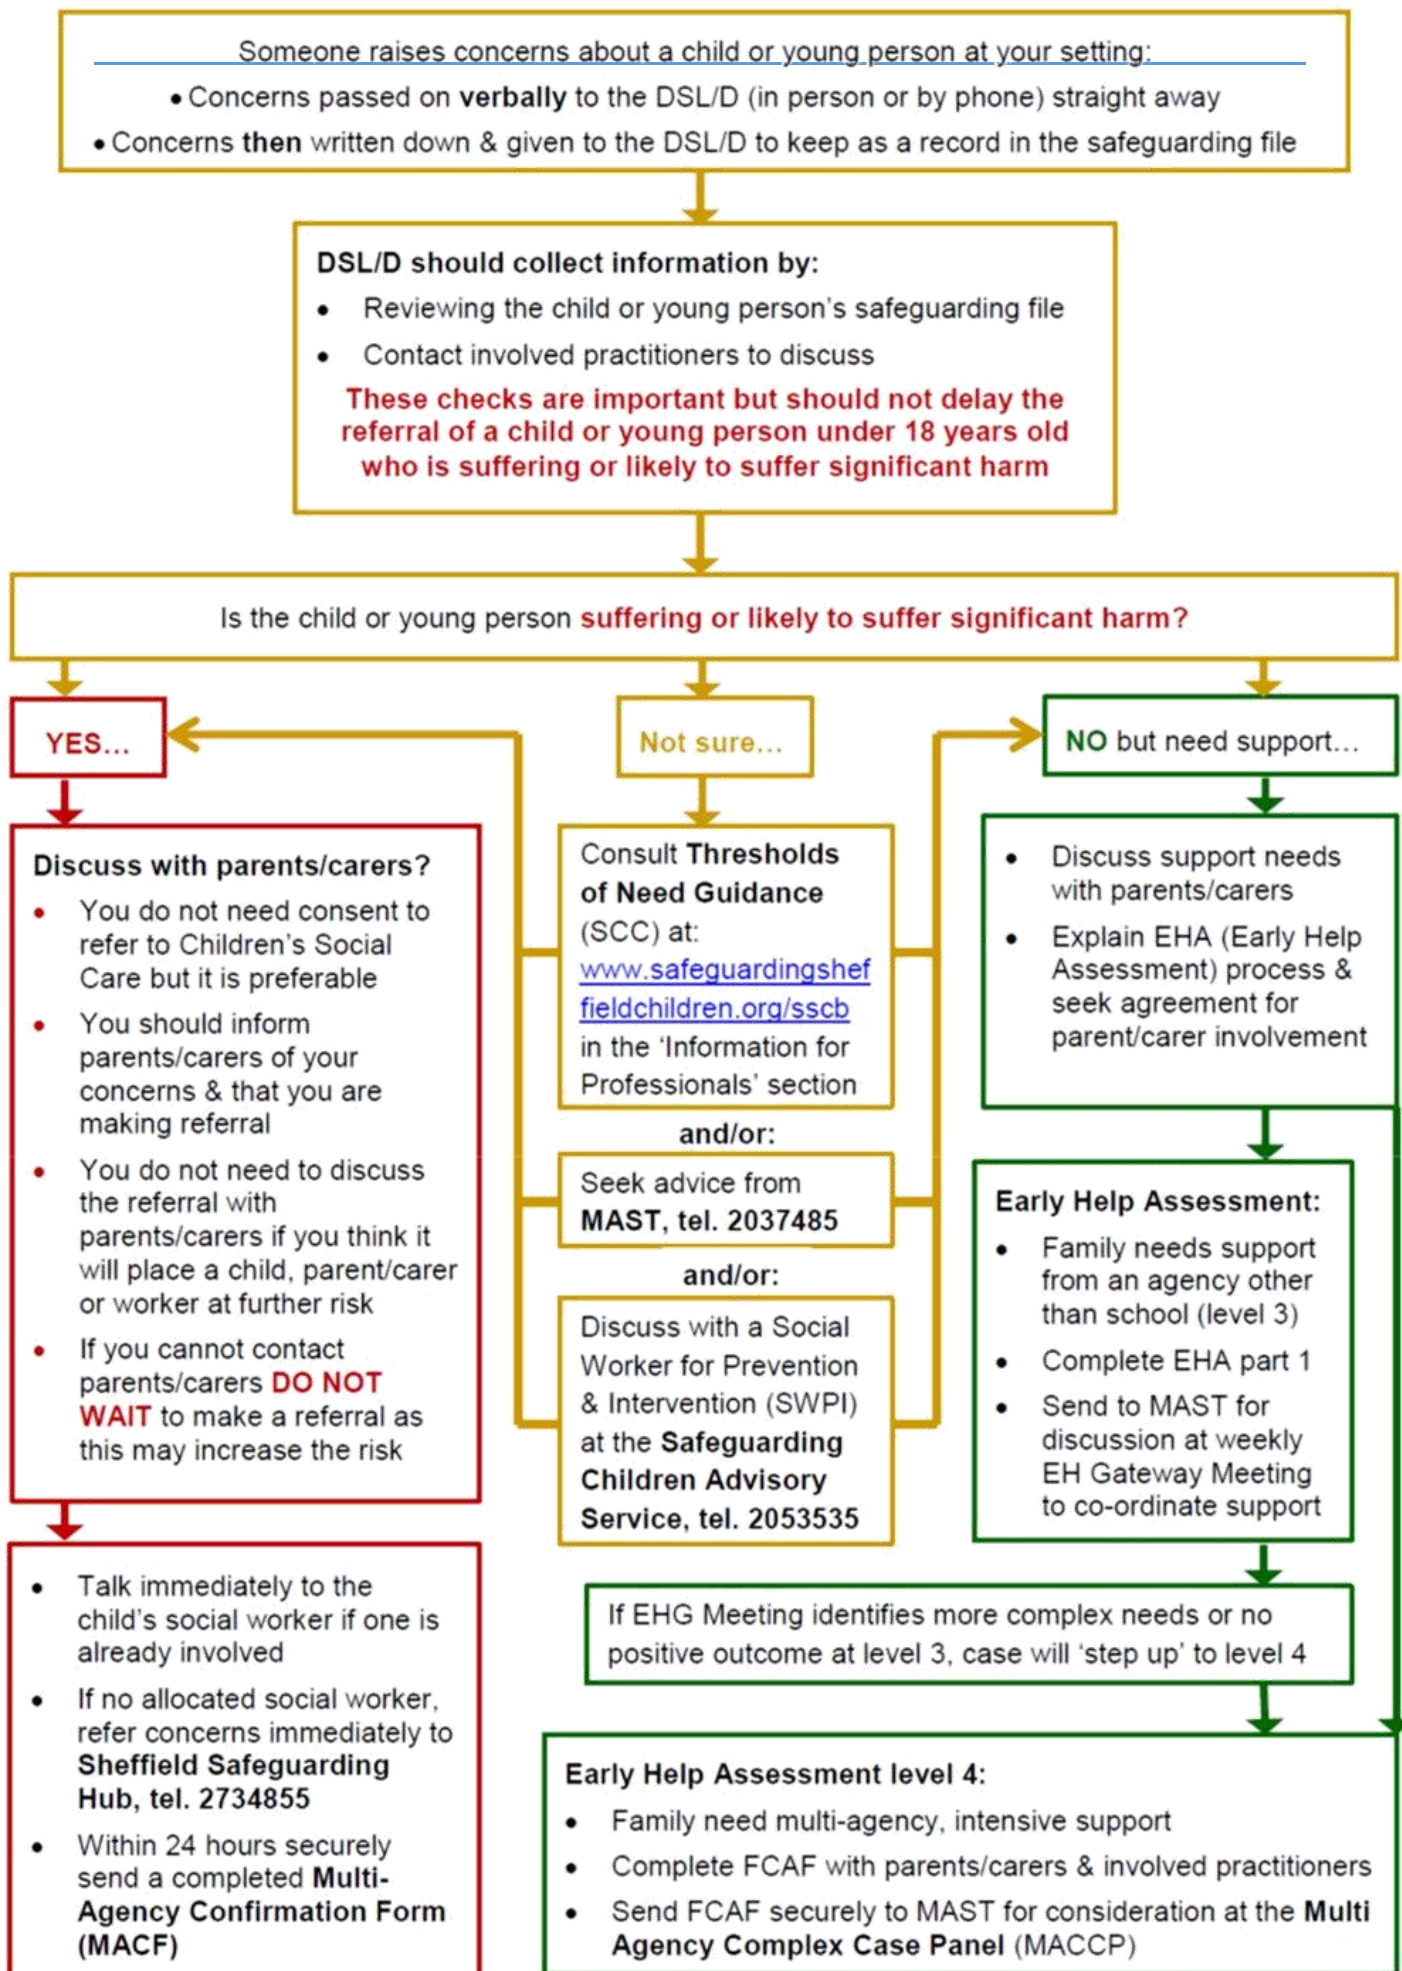 Someone raises concerns about a child or young person at your setting:
• Concerns passed on verbally to the DSL/D (in person or by phone) straight away
• Concerns then written down & given to the DSL/D to keep as a record in the safeguarding file
DSL/D should collect information by:
• Reviewing the child or young person's safeguarding file
• Contact involved practitioners to discuss
These checks are important but should not delay the
referral of a child or young person under 18 years old
who is suffering or likely to suffer significant harm
Is the child or young person suffering or likely to suffer significant harm?
YES...
Discuss with parents/carers?
• You do not need consent to
refer to Children's Social
Care but it is preferable
• You should inform
parents/carers of your
concerns & that you are
making referral
• You do not need to discuss
the referral with
parents/carers if you think it
will place a child, parent/carer
or worker at further risk
• If you cannot contact
parents/carers DO NOT
WAIT to make a referral as
this may increase the risk
• Talk immediately to the
child's social worker if one is
already involved
• If no allocated social worker,
refer concerns immediately to
Sheffield Safeguarding
Hub, tel. 2734855
• Within 24 hours securely
send a completed Multi-
Agency Confirmation Form
(MACF)
Not sure...
Consult Thresholds
of Need Guidance
(SCC) at:
www.safeguardingshef
fieldchildren.org/sscb
in the 'Information for
Professionals' section
and/or:
Seek advice from
MAST, tel. 2037485
and/or:
Discuss with a Social
Worker for Prevention
& Intervention (SWPI)
at the Safeguarding
Children Advisory
Service, tel. 2053535
NO but need support...
• Discuss support needs
with parents/carers
• Explain EHA (Early Help
Assessment) process &
seek agreement for
parent/carer involvement
Early Help Assessment:
• Family needs support
from an agency other
than school (level 3)
• Complete EHA part 1
• Send to MAST for
discussion at weekly
EH Gateway Meeting
to co-ordinate support
If EHG Meeting identifies more complex needs or no
positive outcome at level 3, case will 'step up' to level 4
Early Help Assessment level 4:
• Family need multi-agency, intensive support
• Complete FCAF with parents/carers & involved practitioners
• Send FCAF securely to MAST for consideration at the Multi
Agency Complex Case Panel (MACCP)